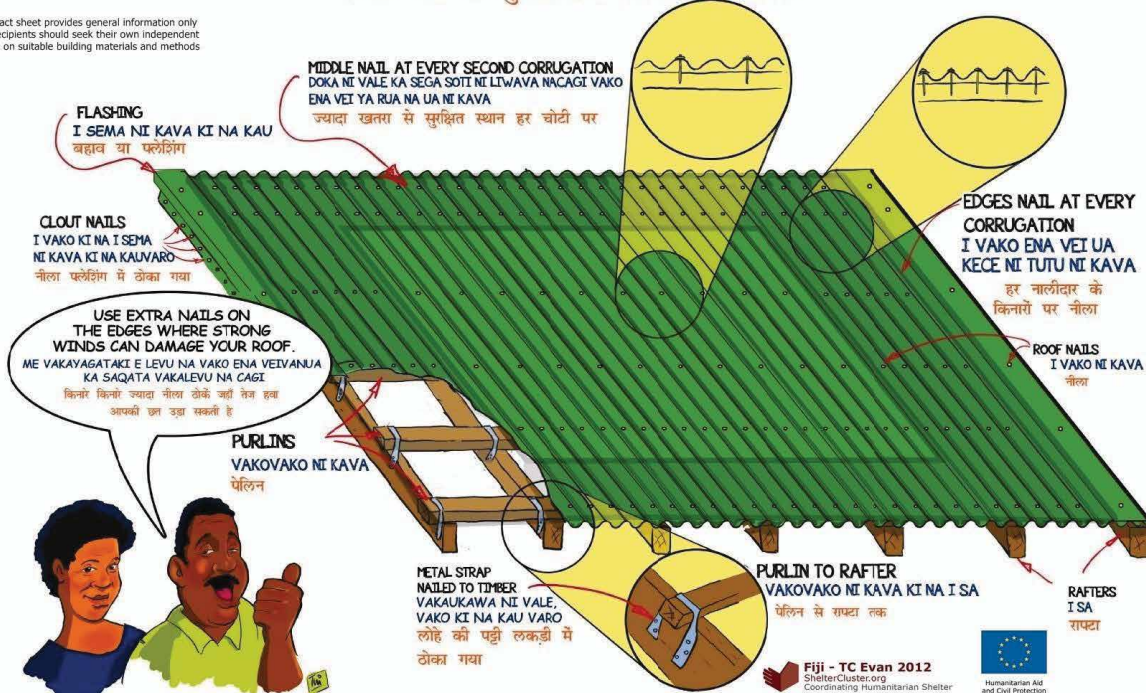 act sheet provides general information only
ecipients should seek their own independent
on suitable building materials and methods
MIDDLE NAIL AT EVERY SECOND CORRUGATION
DOKA NI VALE KA SEGA SOTI NI LIWAVA NACAGI VAKO
ENA VEI YA RUA NA UA NI KAVA
ज्यादा खतरा से सुरक्षित स्थान हर चोटी पर
FLASHING
I SEMA NI KAVA KI NA KAU
बहाव या फ्लेशिंग
CLOUT NAILS
I VAKO KI NA I SEMA
NI KAVA KI NA KAUVARO
नीला फ्लेशिंग में ठोका गया
EDGES NAIL AT EVERY
CORRUGATION
I VAKO ENA VEI UA
KECE NI TUTU NI KAVA
हर नालीदार के
किनारों पर नीला
USE EXTRA NAILS ON
THE EDGES WHERE STRONG
WINDS CAN DAMAGE YOUR ROOF.
ME VAKAYAGATAKI E LEVU NA VAKO ENA VEIVANUA
KA SAQATA VAKALEVU NA CAGI
किनारे किनारे ज्यादा नीला ठोकें जहाँ तेज हवा
आपकी छत उड़ा सकती हे
ROOF NAILS
I VAKO NI KAVA
नीला
PURLINS
VAKOVAKO NI KAVA
पेलिन
METAL STRAP
NAILED TO TIMBER
VAKAUKAWA NI VALE,
VAKO KI NA KAU VARO
लोहे की पट्टी लकड़ी में
ठोका गया
PURLIN TO RAFTER
VAKOVAKO NI KAVA KI NA I SA
पेलिन से राफ्टा तक
RAFTERS
I SA
राफ्टा
Fiji - TC Evan 2012
ShelterCluster.org
Coordinating Humanitarian Shelter
Humanitarian Aid
and Civil Protection